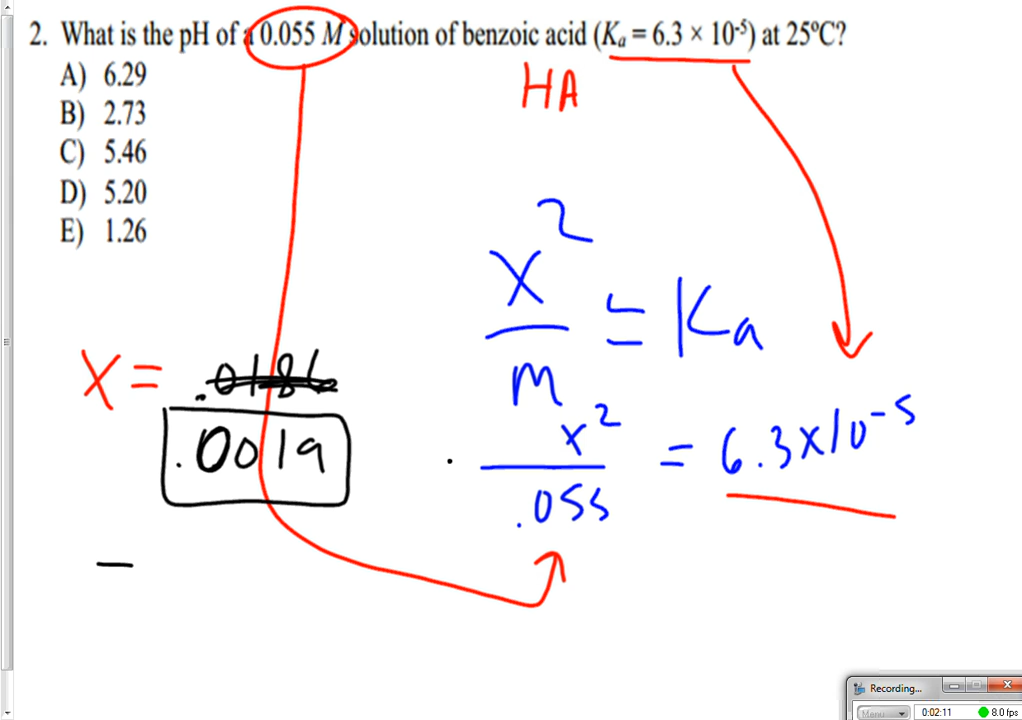 2. What is the pH of a 0.055 M solution of benzoic acid (Ka = 6.3 × 10-5) at 25ºC?
A) 6.29
B) 2.73
C) 5.46
D) 5.20
E) 1.26
HA
x2
— = Ka
m
X = .0186
.0019
x2
— = 6.3x10-5
.055
–
Recording...
Menu 0:02:11 8.0 fps